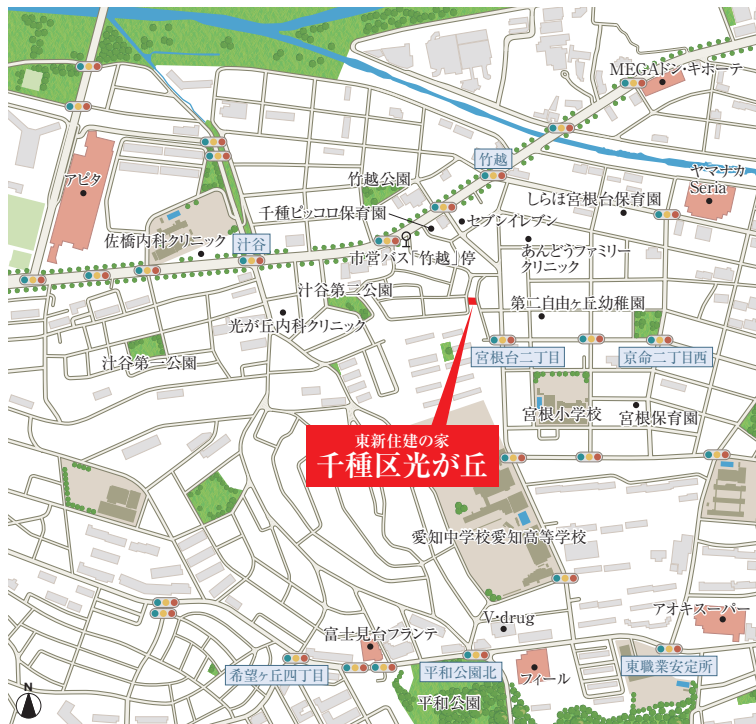 MEGAドン・キホーテ
竹越
ヤマナカ
Seria
アピタ
竹越公園
しらほ宮根台保育園
千種ピッコロ保育園
セブンイレブン
佐橋内科クリニック
汁谷
市営バス「竹越」停
あんどうファミリー
クリニック
汁谷第二公園
第二自由ヶ丘幼稚園
光が丘内科クリニック
宮根台二丁目
京命二丁目西
汁谷第一公園
宮根小学校
宮根保育園
東新住建の家
千種区光が丘
愛知中学校愛知高等学校
V·drug
アオキスーパー
富士見台フランテ
希望ヶ丘四丁目
平和公園北
フィール
東職業安定所
平和公園
N